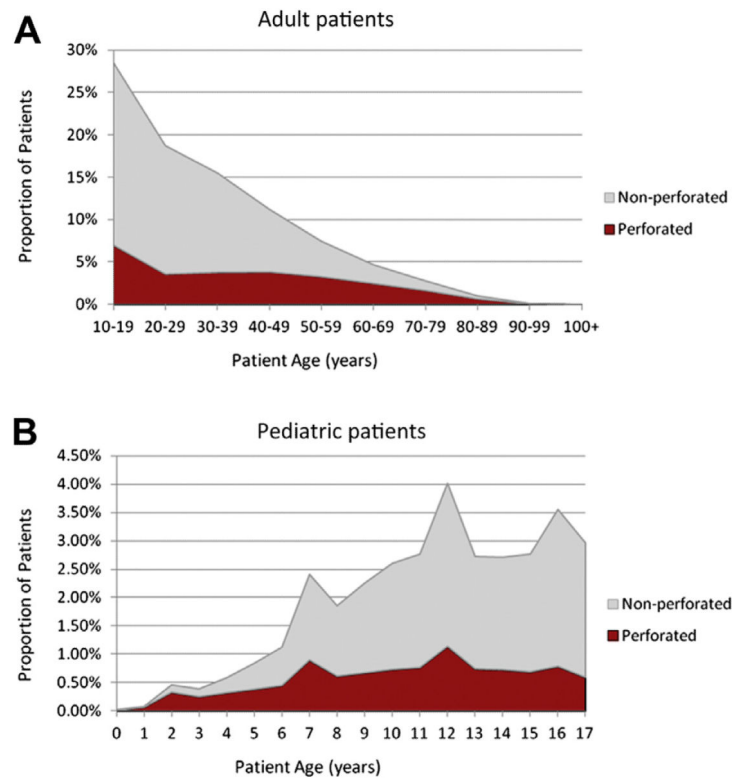 A
Adult patients
30%
25%
20%
15%
10%
5%
0%
Proportion of Patients
10-19 20-29 30-39 40-49 50-59 60-69 70-79 80-89 90-99 100+
Patient Age (years)
Non-perforated
Perforated
B
Pediatric patients
4.50%
4.00%
3.50%
3.00%
2.50%
2.00%
1.50%
1.00%
0.50%
0.00%
Proportion of Patients
0 1 2 3 4 5 6 7 8 9 10 11 12 13 14 15 16 17
Patient Age (years)
Non-perforated
Perforated